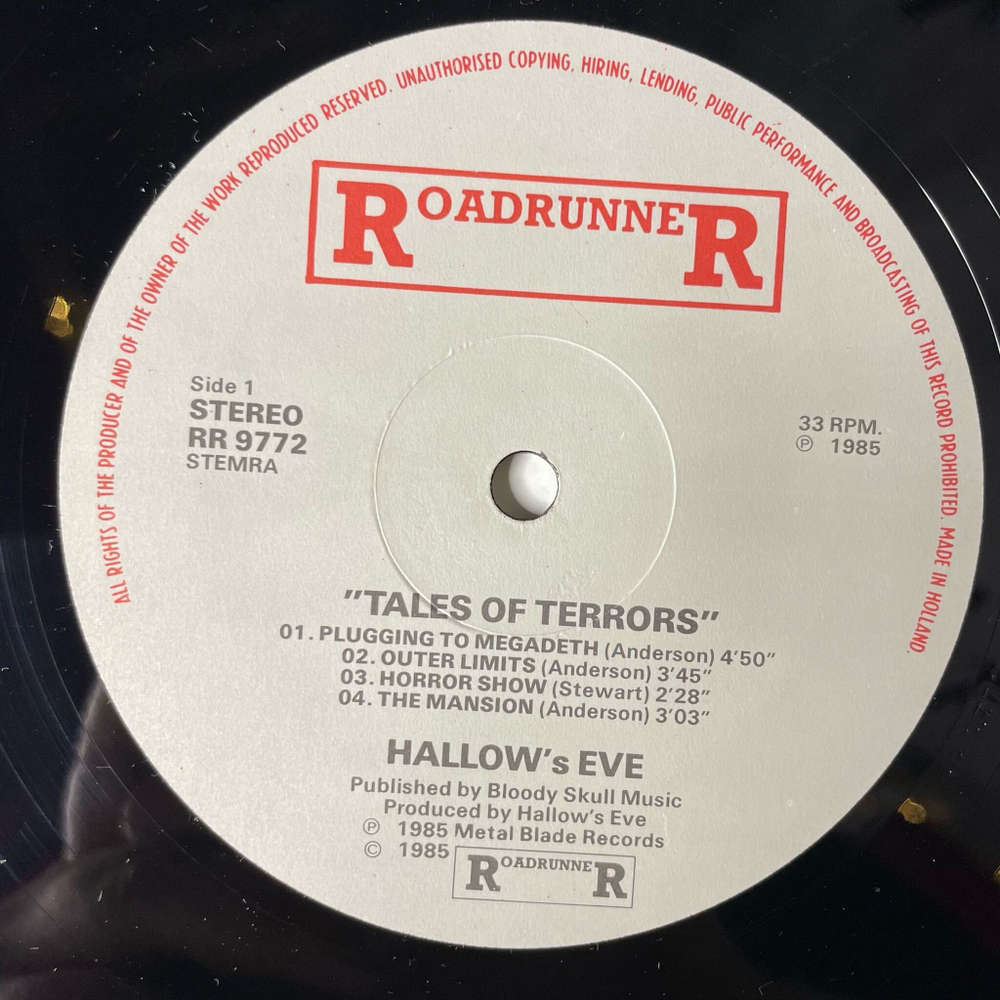 ALL RIGHTS OF THE PRODUCER AND OF THE OWNER OF THE WORK REPRODUCED RESERVED. UNAUTHORISED COPYING, HIRING, LENDING, PUBLIC PERFORMANCE AND BROADCASTING OF THIS RECORD PROHIBITED. MADE IN HOLLAND.
ROADRUNNER
Side 1
STEREO
RR 9772
STEMRA
33 RPM.
℗ 1985
"TALES OF TERRORS"
01. PLUGGING TO MEGADETH (Anderson) 4'50"
02. OUTER LIMITS (Anderson) 3'45"
03. HORROR SHOW (Stewart) 2'28"
04. THE MANSION (Anderson) 3'03"
HALLOW's EVE
Published by Bloody Skull Music
Produced by Hallow's Eve
℗ 1985 Metal Blade Records
© 1985 ROADRUNNER